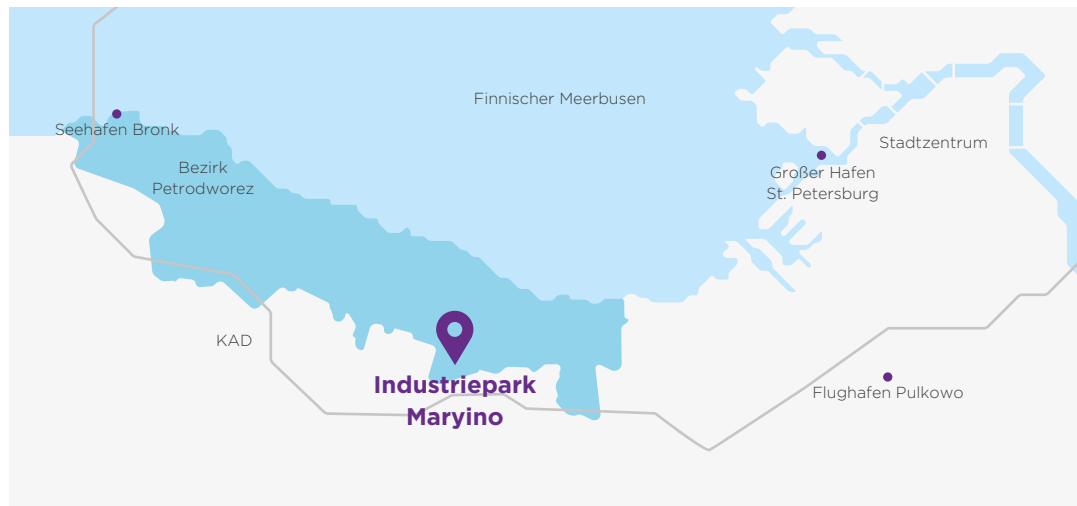 Finnischer Meerbusen
Seehafen Bronk
Stadtzentrum
Bezirk
Petrodworez
Großer Hafen
St. Petersburg
KAD
Industriepark
Maryino
Flughafen Pulkowo